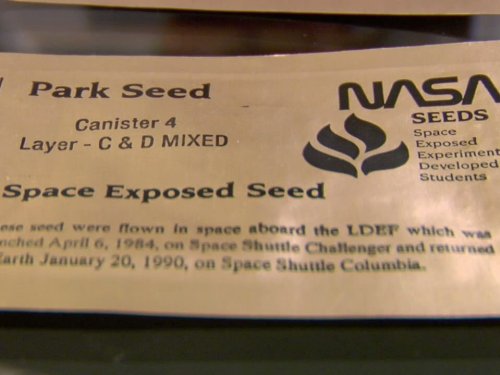 Park Seed
Canister 4
Layer - C & D MIXED
NASA
SEEDS
Space
Exposed
Experiment
Developed
Students
Space Exposed Seed
ese seed were flown in space aboard the LDEF which was
nched April 6, 1984, on Space Shuttle Challenger and returned
Earth January 20, 1990, on Space Shuttle Columbia.